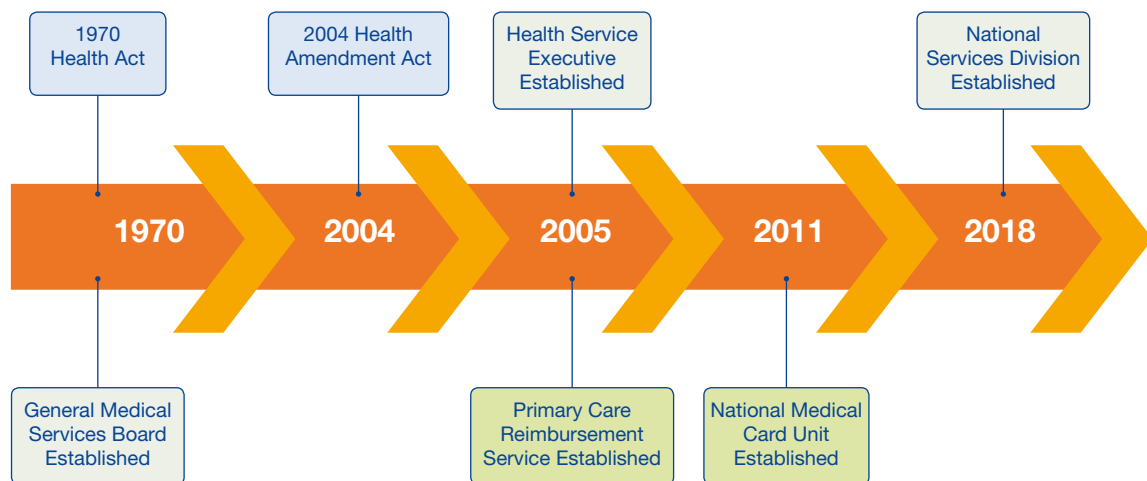 1970
Health Act
2004 Health
Amendment Act
Health Service
Executive
Established
National
Services Division
Established
1970
2004
2005
2011
2018
General Medical
Services Board
Established
Primary Care
Reimbursement
Service Established
National Medical
Card Unit
Established